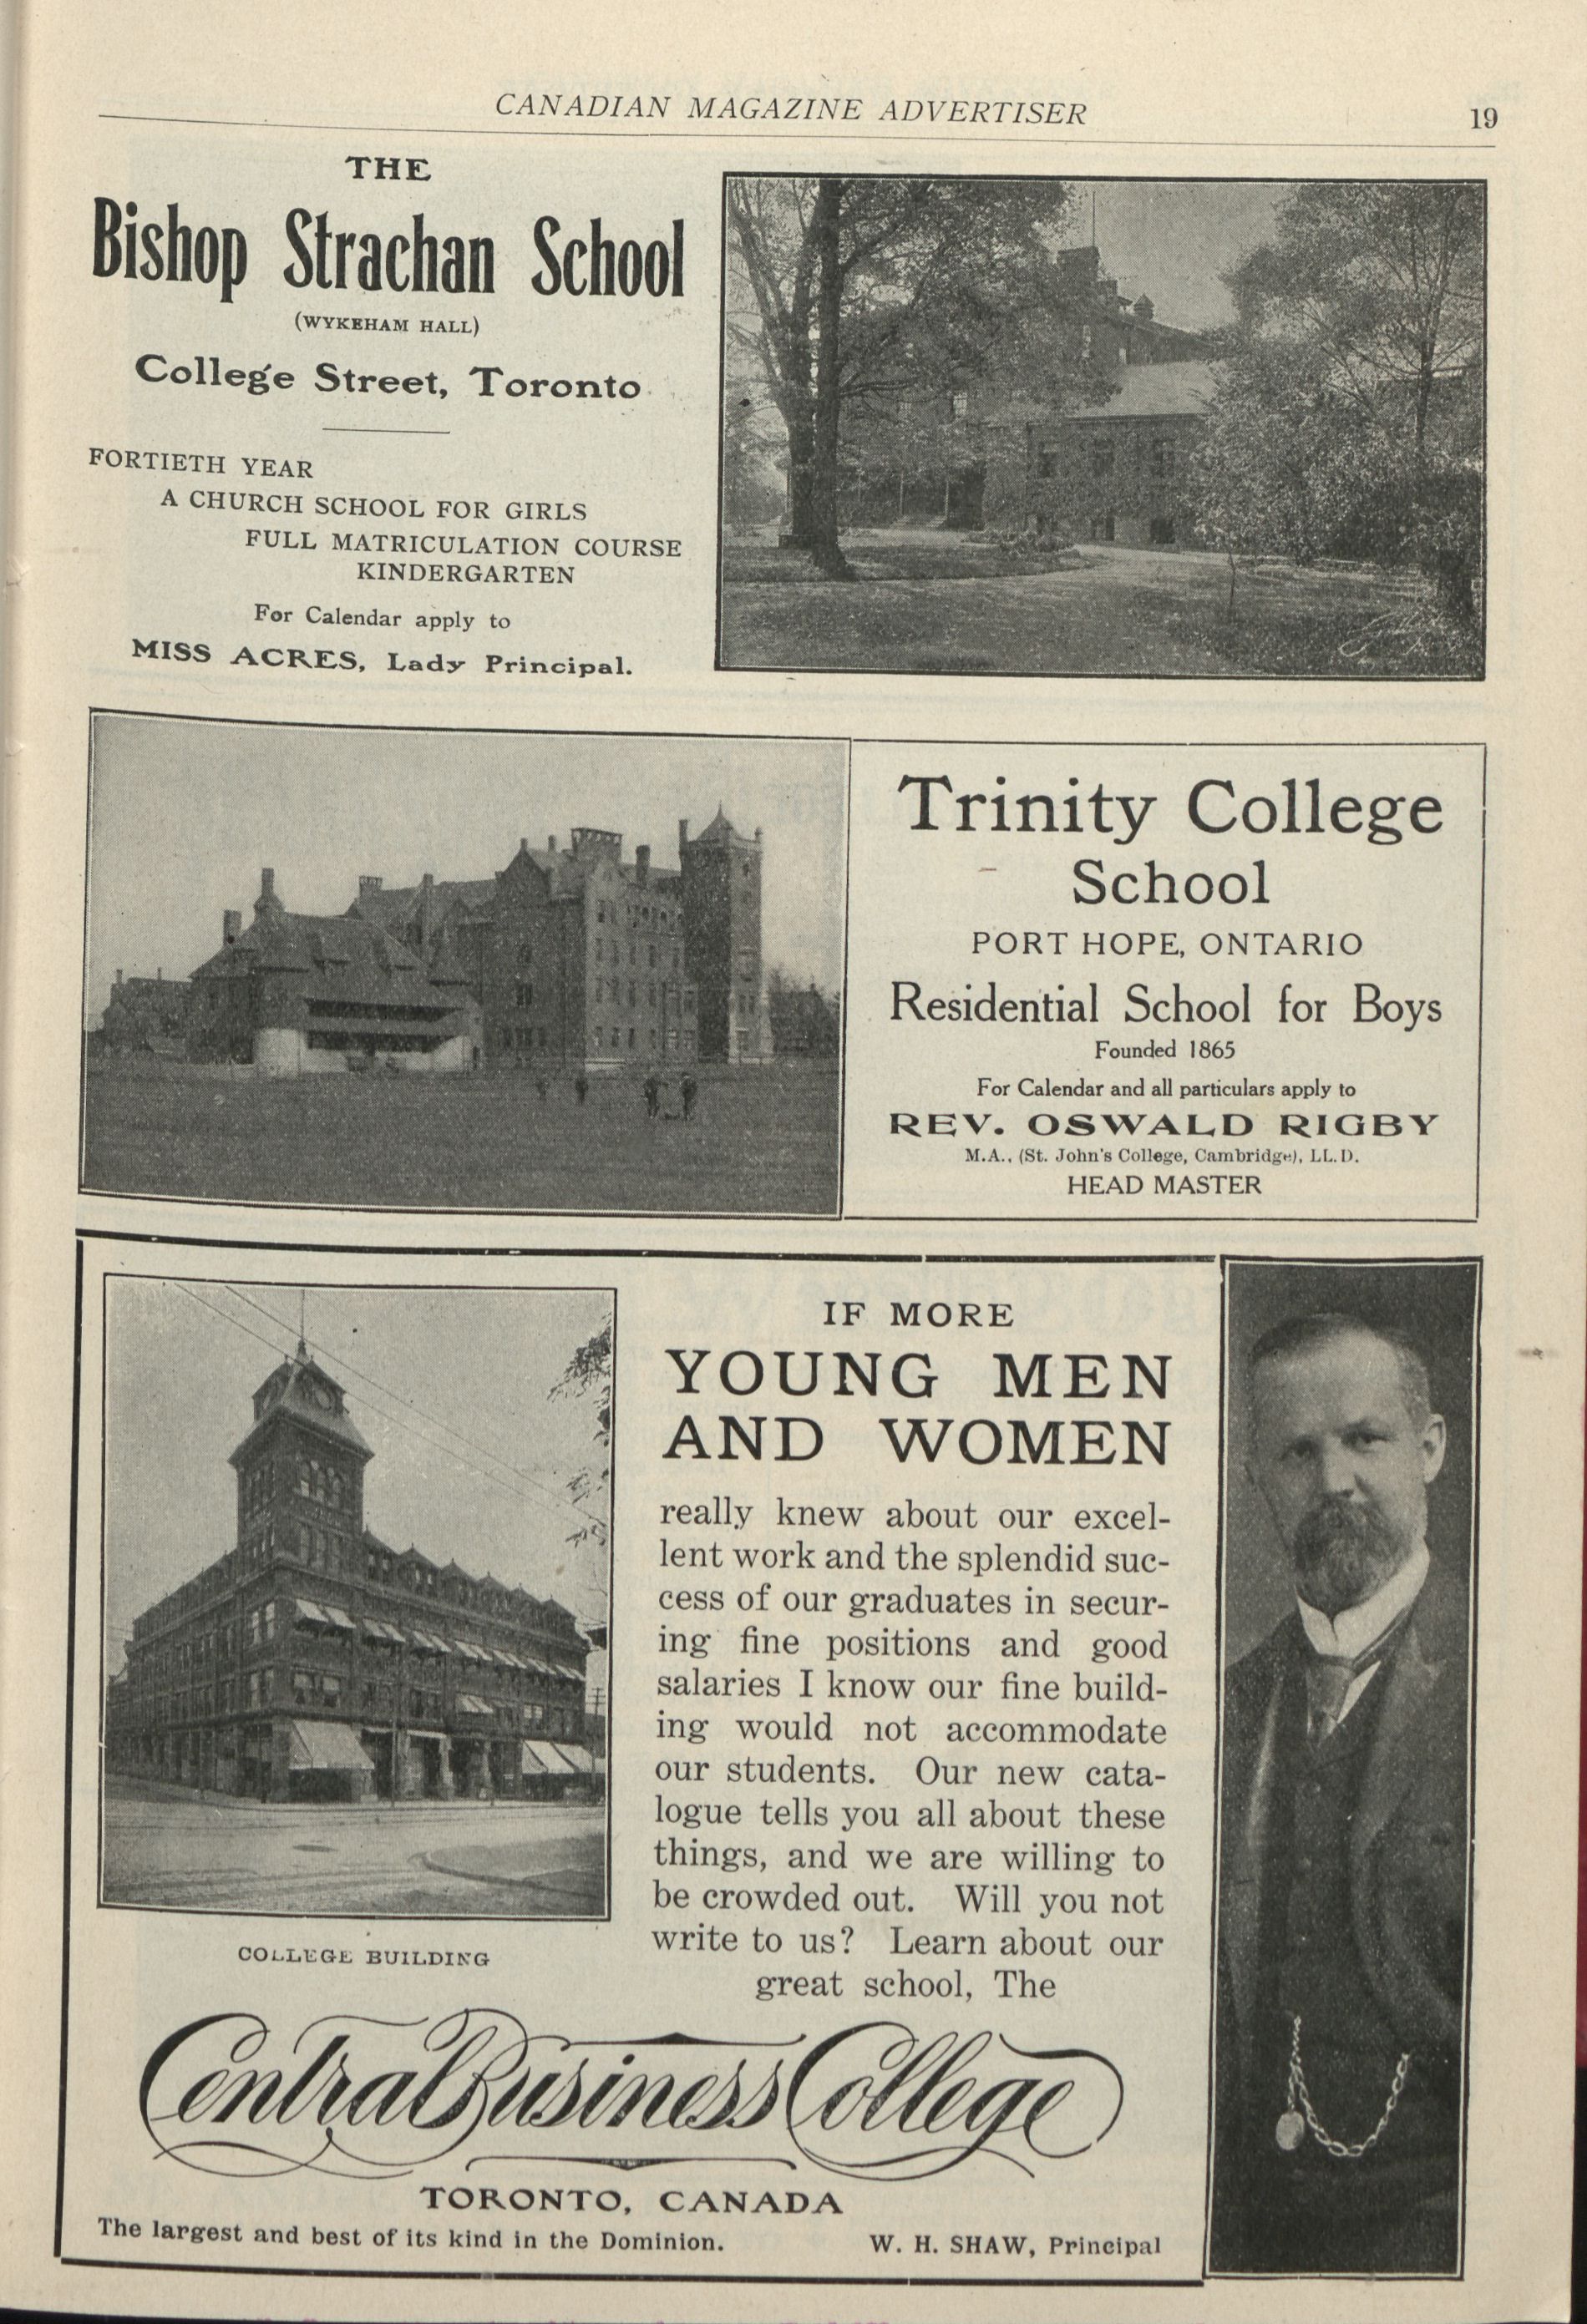 CANADIAN MAGAZINE ADVERTISER
19
THE
Bishop Strachan School
(WYKEHAM HALL)
College Street, Toronto
FORTIETH YEAR
A CHURCH SCHOOL FOR GIRLS
FULL MATRICULATION COURSE
KINDERGARTEN
For Calendar apply to
MISS ACRES, Lady Principal.
Trinity College
School
PORT HOPE, ONTARIO
Residential School for Boys
Founded 1865
For Calendar and all particulars apply to
REV. OSWALD RIGBY
M.A., (St. John's College, Cambridge), LL.D.
HEAD MASTER
IF MORE
YOUNG MEN
AND WOMEN
really knew about our excel-
lent work and the splendid suc-
cess of our graduates in secur-
ing fine positions and good
salaries I know our fine build-
ing would not accommodate
our students. Our new cata-
logue tells you all about these
things, and we are willing to
be crowded out. Will you not
write to us? Learn about our
great school, The
COLLEGE BUILDING
Central Business College
TORONTO, CANADA
The largest and best of its kind in the Dominion.
W. H. SHAW, Principal